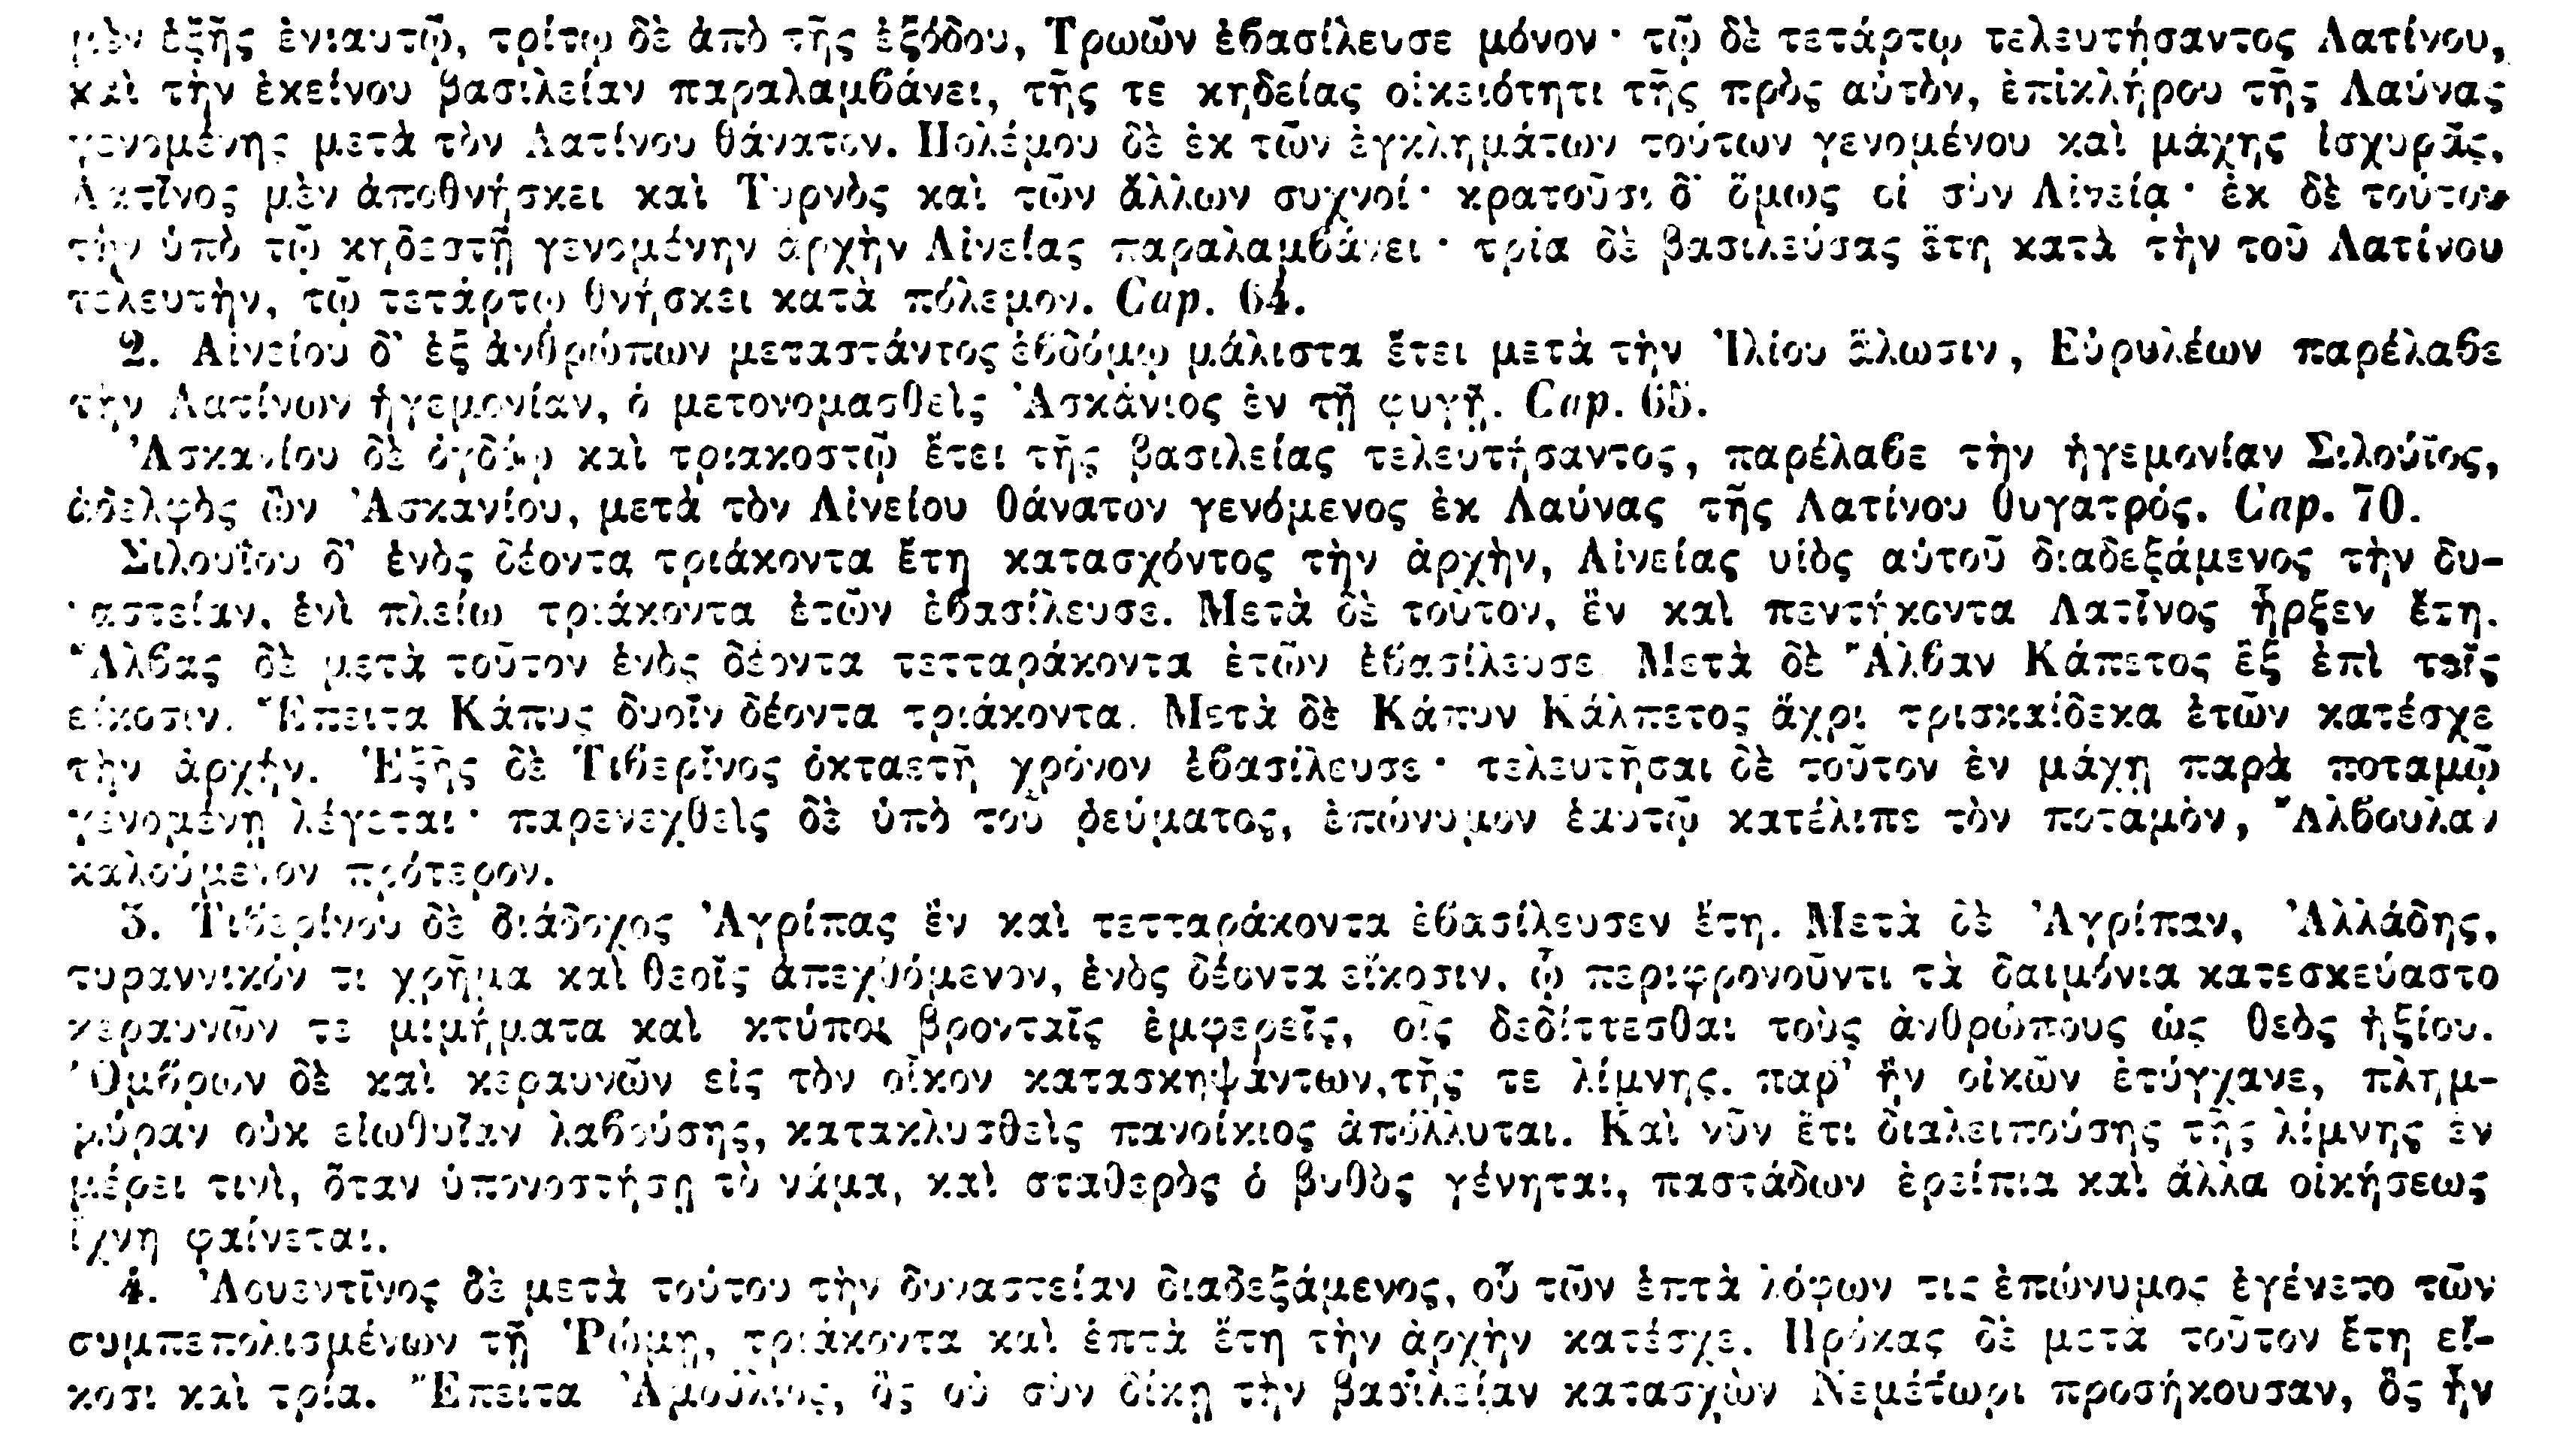 μὲν ἑξῆς ἐνιαυτῷ, τρίτῳ δὲ ἀπὸ τῆς ἐξόδου, Τρωῶν ἐβασίλευσε μόνον · τῷ δὲ τετάρτῳ τελευτήσαντος Λατίνου,
καὶ τὴν ἐκείνου βασιλείαν παραλαμβάνει, τῆς τε κηδείας οἰκειότητι τῆς πρὸς αὐτὸν, ἐπικλήρου τῆς Λαύνας
γενομένης μετὰ τὸν Λατίνου θάνατον. Πολέμου δὲ ἐκ τῶν ἐγκλημάτων τούτων γενομένου καὶ μάχης ἰσχυρᾶς,
Λατῖνος μὲν ἀποθνήσκει καὶ Τυρνὸς καὶ τῶν ἄλλων συχνοί · κρατοῦσι δ' ὅμως οἱ σὺν Αἰνείᾳ · ἐκ δὲ τούτου
τὴν ὑπὸ τῷ κηδεστῇ γενομένην ἀρχὴν Αἰνείας παραλαμβάνει · τρία δὲ βασιλεύσας ἔτη κατὰ τὴν τοῦ Λατίνου
τελευτὴν, τῷ τετάρτῳ θνήσκει κατὰ πόλεμον. Cap. 64.
2. Αἰνείου δ' ἐξ ἀνθρώπων μεταστάντος ἑβδόμῳ μάλιστα ἔτει μετὰ τὴν Ἰλίου ἅλωσιν, Εὐρυλέων παρέλαβε
τὴν Λατίνων ἡγεμονίαν, ὁ μετονομασθεὶς Ἀσκάνιος ἐν τῇ φυγῇ. Cap. 65.
Ἀσκανίου δὲ ὀγδόῳ καὶ τριακοστῷ ἔτει τῆς βασιλείας τελευτήσαντος, παρέλαβε τὴν ἡγεμονίαν Σιλούϊος,
ἀδελφὸς ὢν Ἀσκανίου, μετὰ τὸν Αἰνείου θάνατον γενόμενος ἐκ Λαύνας τῆς Λατίνου θυγατρός. Cap. 70.
Σιλουΐου δ' ἑνὸς δέοντα τριάκοντα ἔτη κατασχόντος τὴν ἀρχὴν, Αἰνείας υἱὸς αὐτοῦ διαδεξάμενος τὴν δυ-
ναστείαν, ἑνὶ πλείω τριάκοντα ἐτῶν ἐβασίλευσε. Μετὰ δὲ τοῦτον, ἓν καὶ πεντήκοντα Λατῖνος ἦρξεν ἔτη.
Ἄλβας δὲ μετὰ τοῦτον ἑνὸς δέοντα τετταράκοντα ἐτῶν ἐβασίλευσε. Μετὰ δὲ Ἄλβαν Κάπετος ἓξ ἐπὶ τοῖς
εἴκοσιν. Ἔπειτα Κάπυς δυοῖν δέοντα τριάκοντα. Μετὰ δὲ Κάπυν Κάλπετος ἄχρι τρισκαίδεκα ἐτῶν κατέσχε
τὴν ἀρχήν. Ἑξῆς δὲ Τιβερῖνος ὀκταετῆ χρόνον ἐβασίλευσε · τελευτῆσαι δὲ τοῦτον ἐν μάχῃ παρὰ ποταμῷ
γενομένῃ λέγεται · παρενεχθεὶς δὲ ὑπὸ τοῦ ῥεύματος, ἐπώνυμον ἑαυτῷ κατέλιπε τὸν ποταμὸν, Ἄλβουλαν
καλούμενον πρότερον.
3. Τιβερίνου δὲ διάδοχος Ἀγρίπας ἓν καὶ τετταράκοντα ἐβασίλευσεν ἔτη. Μετὰ δὲ Ἀγρίπαν, Ἀλλάδης,
τυραννικόν τι χρῆμα καὶ θεοῖς ἀπεχθόμενον, ἑνὸς δέοντα εἴκοσιν. ᾧ περιφρονοῦντι τὰ δαιμόνια κατεσκεύαστο
κεραυνῶν τε μιμήματα καὶ κτύποι βρονταῖς ἐμφερεῖς, οἷς δεδίττεσθαι τοὺς ἀνθρώπους ὡς θεὸς ἠξίου.
Ὄμβρων δὲ καὶ κεραυνῶν εἰς τὸν οἶκον κατασκηψάντων, τῆς τε λίμνης, παρ' ἣν οἰκῶν ἐτύγχανε, πλημ-
μύραν οὐκ εἰωθυῖαν λαβούσης, κατακλυσθεὶς πανοίκιος ἀπόλλυται. Καὶ νῦν ἔτι διαλειπούσης τῆς λίμνης ἐν
μέρει τινὶ, ὅταν ὑπονοστήσῃ τὸ νάμα, καὶ σταθερὸς ὁ βυθὸς γένηται, παστάδων ἐρείπια καὶ ἄλλα οἰκήσεως
ἴχνη φαίνεται.
4. Ἀουεντῖνος δὲ μετὰ τούτου τὴν δυναστείαν διαδεξάμενος, οὗ τῶν ἑπτὰ λόφων τις ἐπώνυμος ἐγένετο τῶν
συμπεπολισμένων τῇ Ῥώμῃ, τριάκοντα καὶ ἑπτὰ ἔτη τὴν ἀρχὴν κατέσχε. Πρόκας δὲ μετὰ τοῦτον ἔτη εἴ-
κοσι καὶ τρία. Ἔπειτα Ἀμούλιος, ὃς οὐ σὺν δίκῃ τὴν βασιλείαν κατασχὼν Νεμέτωρι προσήκουσαν, ὃς ἦν